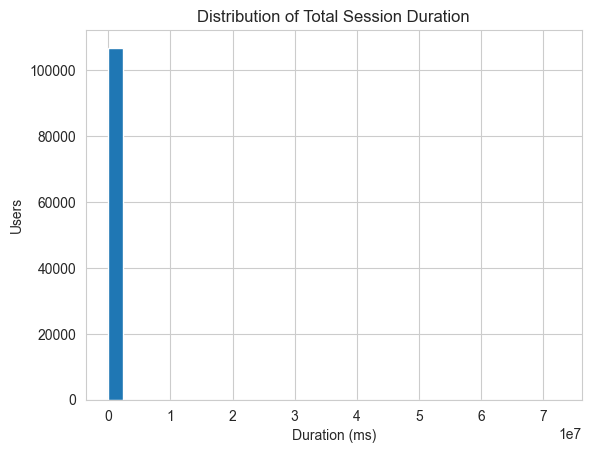 Distribution of Total Session Duration
100000
80000
60000
40000
20000
0
Users
0 1 2 3 4 5 6 7
1e7
Duration (ms)